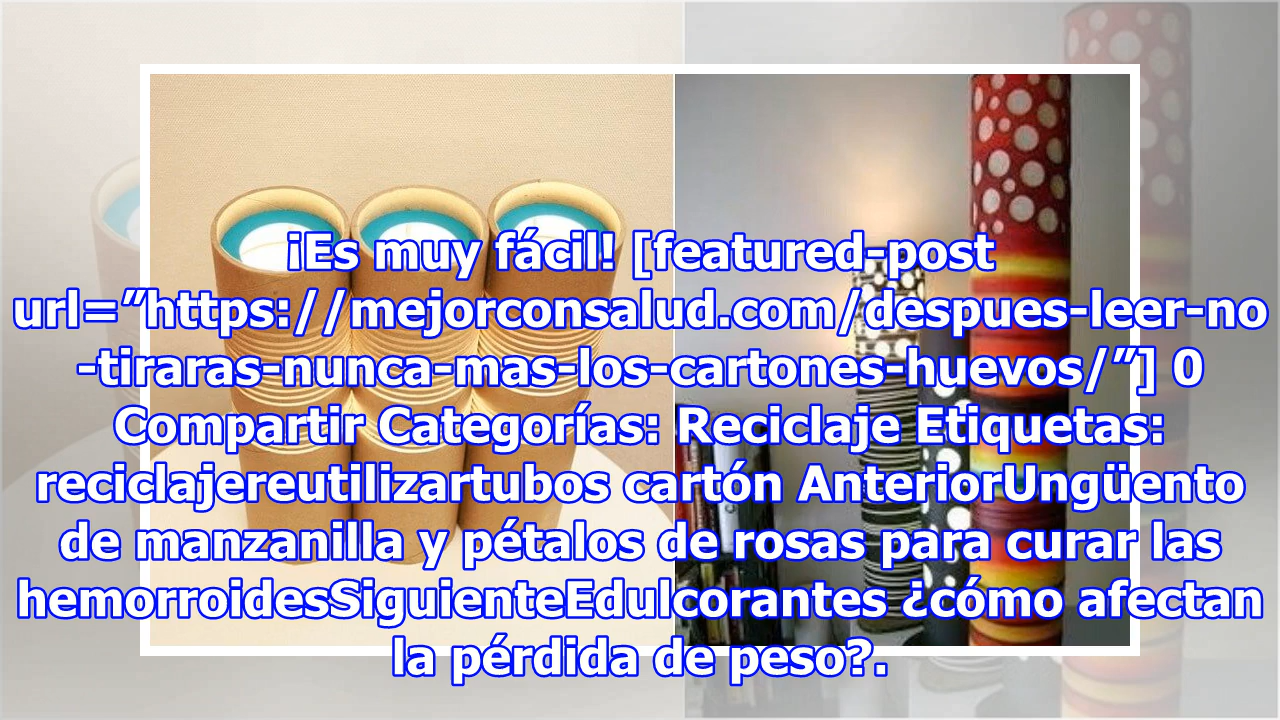 ¡Es muy fácil! [featured-post
url=”https://mejorconsalud.com/despues-leer-no
-tiraras-nunca-mas-los-cartones-huevos/”] 0
Compartir Categorías: Reciclaje Etiquetas:
reciclajereutilizartubos cartón AnteriorUngüento
de manzanilla y pétalos de rosas para curar las
hemorroidesSiguienteEdulcorantes ¿cómo afectan
la pérdida de peso?.